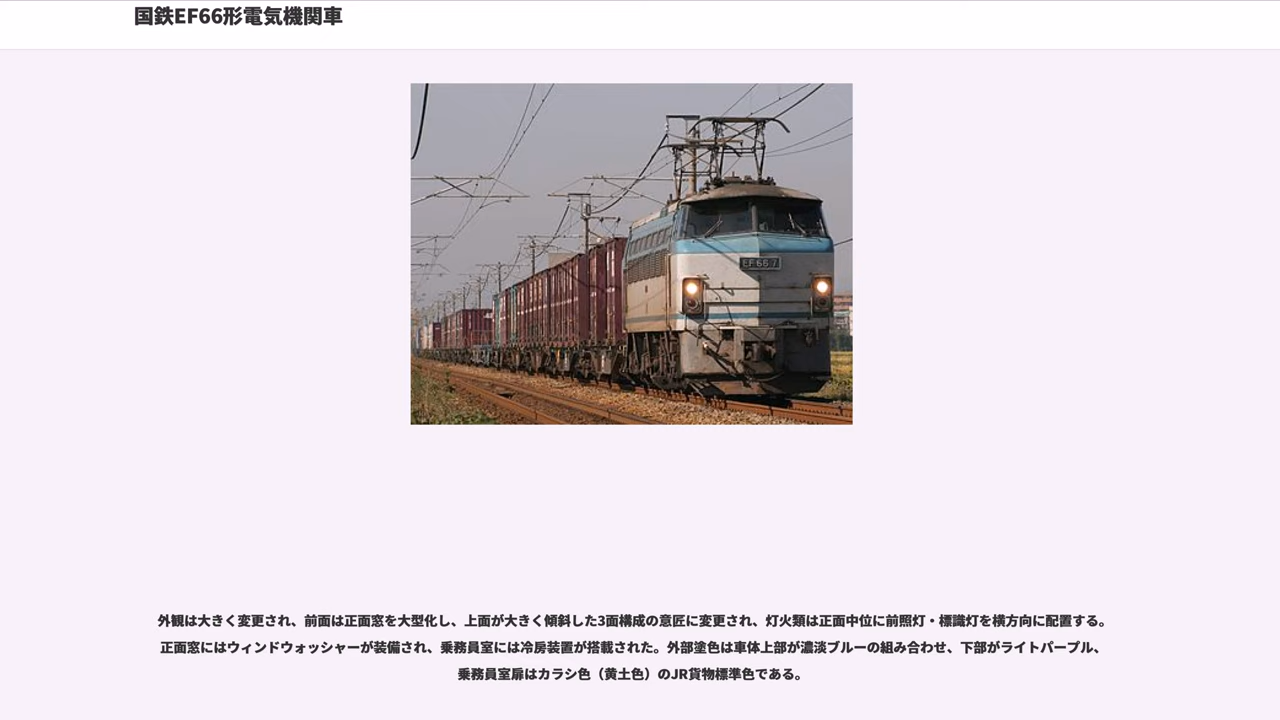 国鉄EF66形電気機関車
EF66 7
外観は大きく変更され、前面は正面窓を大型化し、上面が大きく傾斜した3面構成の意匠に変更され、灯火類は正面中位に前照灯・標識灯を横方向に配置する。
正面窓にはウィンドウォッシャーが装備され、乗務員室には冷房装置が搭載された。外部塗色は車体上部が濃淡ブルーの組み合わせ、下部がライトパープル、
乗務員室扉はカラシ色（黄土色）のJR貨物標準色である。